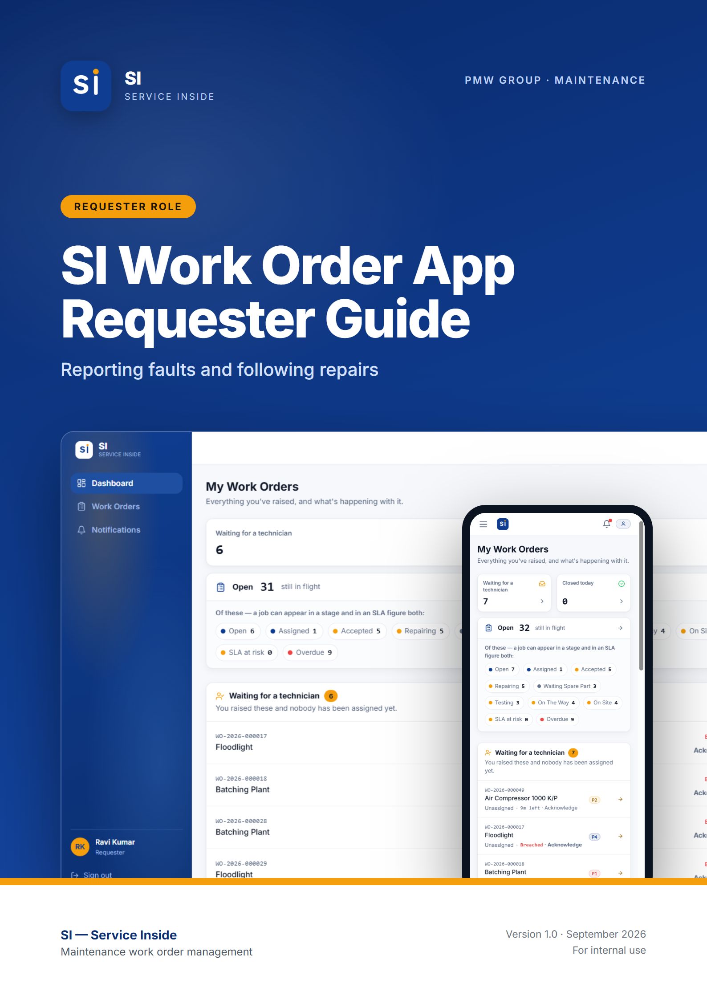 si
SI
SERVICE INSIDE
PMW GROUP · MAINTENANCE
REQUESTER ROLE
SI Work Order App
Requester Guide
Reporting faults and following repairs
si
SI
SERVICE INSIDE
Dashboard
Work Orders
Notifications
RK
Ravi Kumar
Requester
Sign out
My Work Orders
Everything you've raised, and what's happening with it.
Waiting for a technician
6
Open 31 still in flight
Of these — a job can appear in a stage and in an SLA figure both:
Open 6 Assigned 1 Accepted 5 Repairing 5
4 On
SLA at risk 0 Overdue 9
Waiting for a technician 6
You raised these and nobody has been assigned yet.
WO-2026-000017
Floodlight
WO-2026-000018
Batching Plant
WO-2026-000028
Batching Plant
WO-2026-000029
Floodlight
si
My Work Orders
Everything you've raised, and what's happening with it.
Waiting for a
technician
7
Closed today
0
Open 32 still in flight
Of these — a job can appear in a stage and in an SLA
figure both:
Open 7 Assigned 1 Accepted 5
Repairing 5 Waiting Spare Part 3
Testing 3 On The Way 4 On Site 4
SLA at risk 0 Overdue 9
Waiting for a technician 7
You raised these and nobody has been assigned
yet.
WO-2026-000049
Air Compressor 1000 K/P
P2
Unassigned · 9m left · Acknowledge
WO-2026-000017
Floodlight
P4
Unassigned · Breached · Acknowledge
WO-2026-000018
Batching Plant
P1
SI — Service Inside
Maintenance work order management
Version 1.0 · September 2026
For internal use